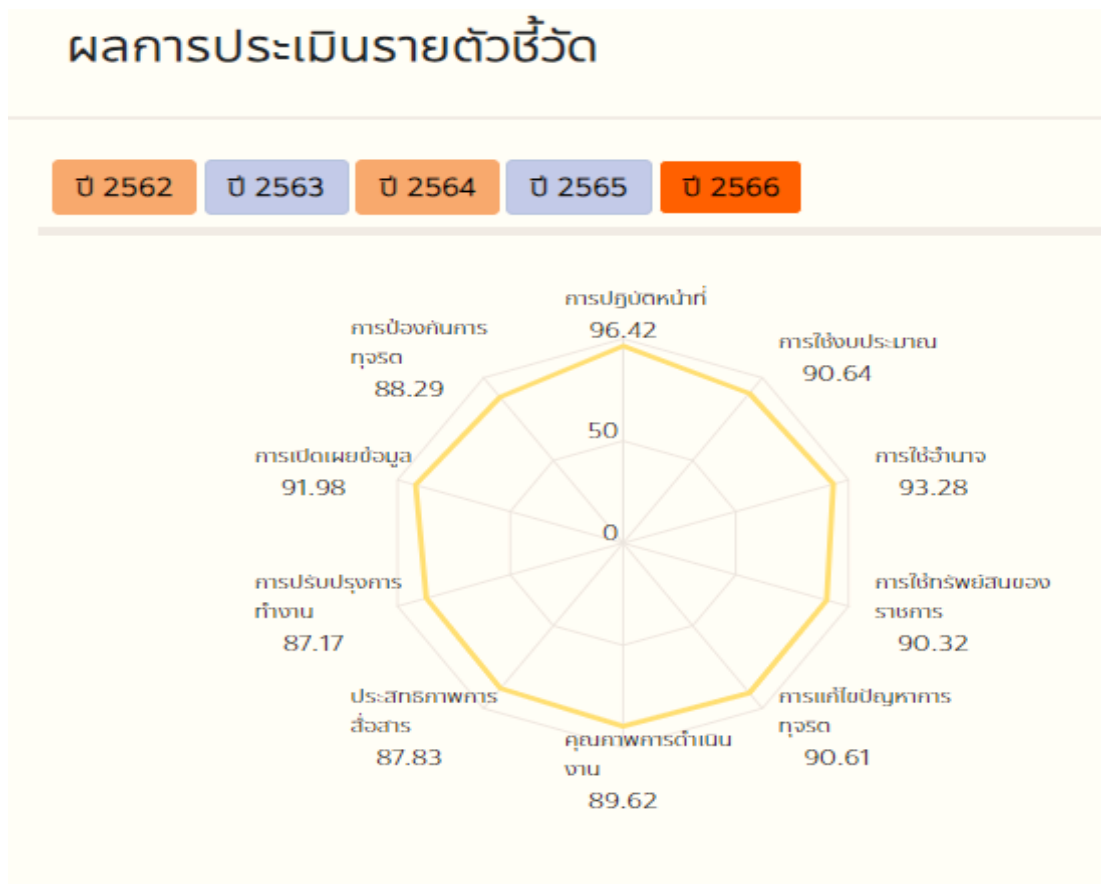 ผลการประเมินรายตัวชี้วัด
ปี 2562 ปี 2563 ปี 2564 ปี 2565 ปี 2566
การปฏิบัติหน้าที่
96.42
การใช้งบประมาณ
90.64
การใช้อำนาจ
93.28
การใช้ทรัพย์สินของ
ราชการ
90.32
การแก้ไขปัญหาการ
ทุจริต
90.61
คุณภาพการดำเนิน
งาน
89.62
ประสิทธิภาพการ
สื่อสาร
87.83
การปรับปรุงการ
ทำงาน
87.17
การเปิดเผยข้อมูล
91.98
การป้องกันการ
ทุจริต
88.29
50
0